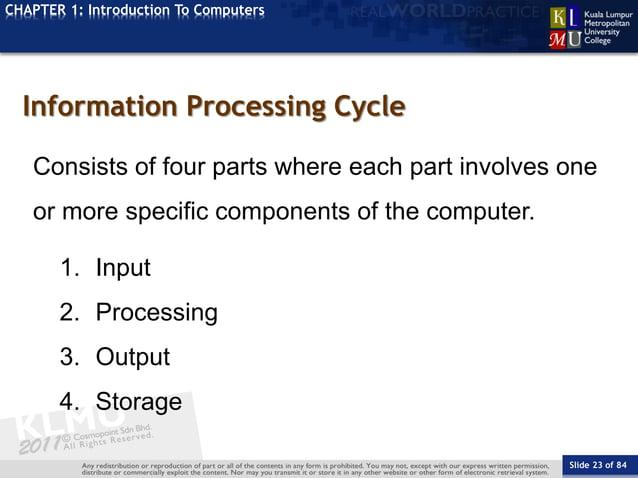 CHAPTER 1: Introduction To Computers
REALWORLDPRACTICE
KL
MU
Kuala Lumpur
Metropolitan
University
College
Information Processing Cycle
Consists of four parts where each part involves one
or more specific components of the computer.
1. Input
2. Processing
3. Output
4. Storage
KLMU
2011 © Cosmopoint Sdn Bhd.
All Rights Reserved.
Any redistribution or reproduction of part or all of the contents in any form is prohibited. You may not, except with our express written permission,
distribute or commercially exploit the content. Nor may you transmit it or store it in any other website or other form of electronic retrieval system.
Slide 23 of 84